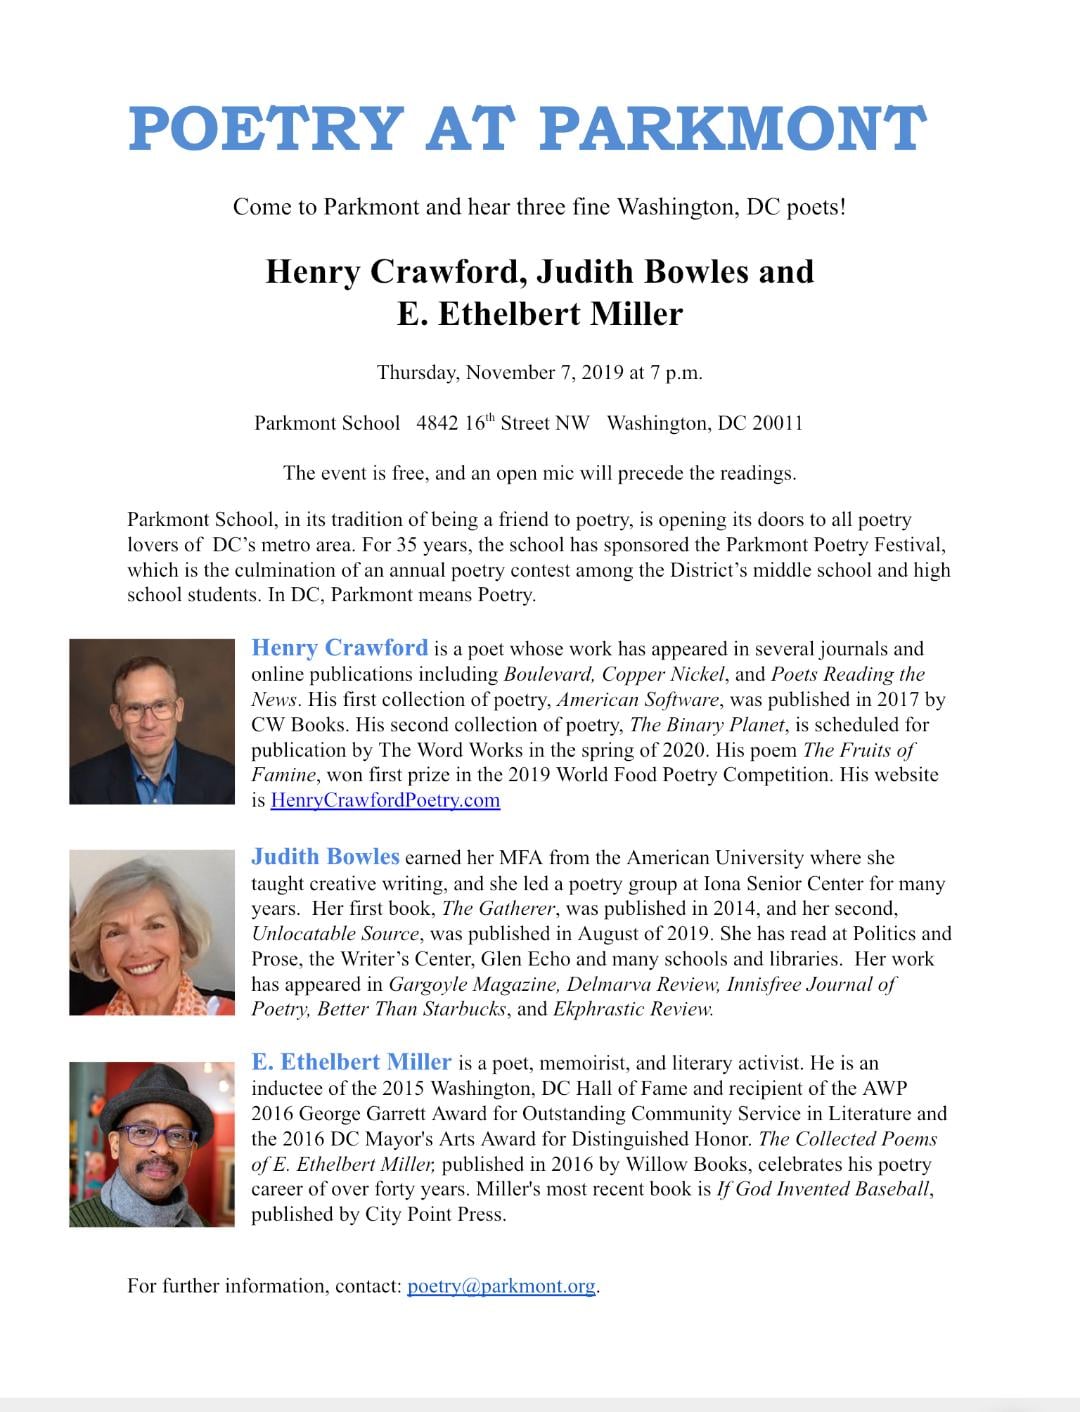 POETRY AT PARKMONT
Come to Parkmont and hear three fine Washington, DC poets!
Henry Crawford, Judith Bowles and
E. Ethelbert Miller
Thursday, November 7, 2019 at 7 p.m.
Parkmont School   4842 16th Street NW   Washington, DC 20011
The event is free, and an open mic will precede the readings.
Parkmont School, in its tradition of being a friend to poetry, is opening its doors to all poetry
lovers of  DC's metro area. For 35 years, the school has sponsored the Parkmont Poetry Festival,
which is the culmination of an annual poetry contest among the District's middle school and high
school students. In DC, Parkmont means Poetry.
Henry Crawford is a poet whose work has appeared in several journals and
online publications including Boulevard, Copper Nickel, and Poets Reading the
News. His first collection of poetry, American Software, was published in 2017 by
CW Books. His second collection of poetry, The Binary Planet, is scheduled for
publication by The Word Works in the spring of 2020. His poem The Fruits of
Famine, won first prize in the 2019 World Food Poetry Competition. His website
is HenryCrawfordPoetry.com
Judith Bowles earned her MFA from the American University where she
taught creative writing, and she led a poetry group at Iona Senior Center for many
years.  Her first book, The Gatherer, was published in 2014, and her second,
Unlocatable Source, was published in August of 2019. She has read at Politics and
Prose, the Writer's Center, Glen Echo and many schools and libraries.  Her work
has appeared in Gargoyle Magazine, Delmarva Review, Innisfree Journal of
Poetry, Better Than Starbucks, and Ekphrastic Review.
E. Ethelbert Miller is a poet, memoirist, and literary activist. He is an
inductee of the 2015 Washington, DC Hall of Fame and recipient of the AWP
2016 George Garrett Award for Outstanding Community Service in Literature and
the 2016 DC Mayor's Arts Award for Distinguished Honor. The Collected Poems
of E. Ethelbert Miller, published in 2016 by Willow Books, celebrates his poetry
career of over forty years. Miller's most recent book is If God Invented Baseball,
published by City Point Press.
For further information, contact: poetry@parkmont.org.